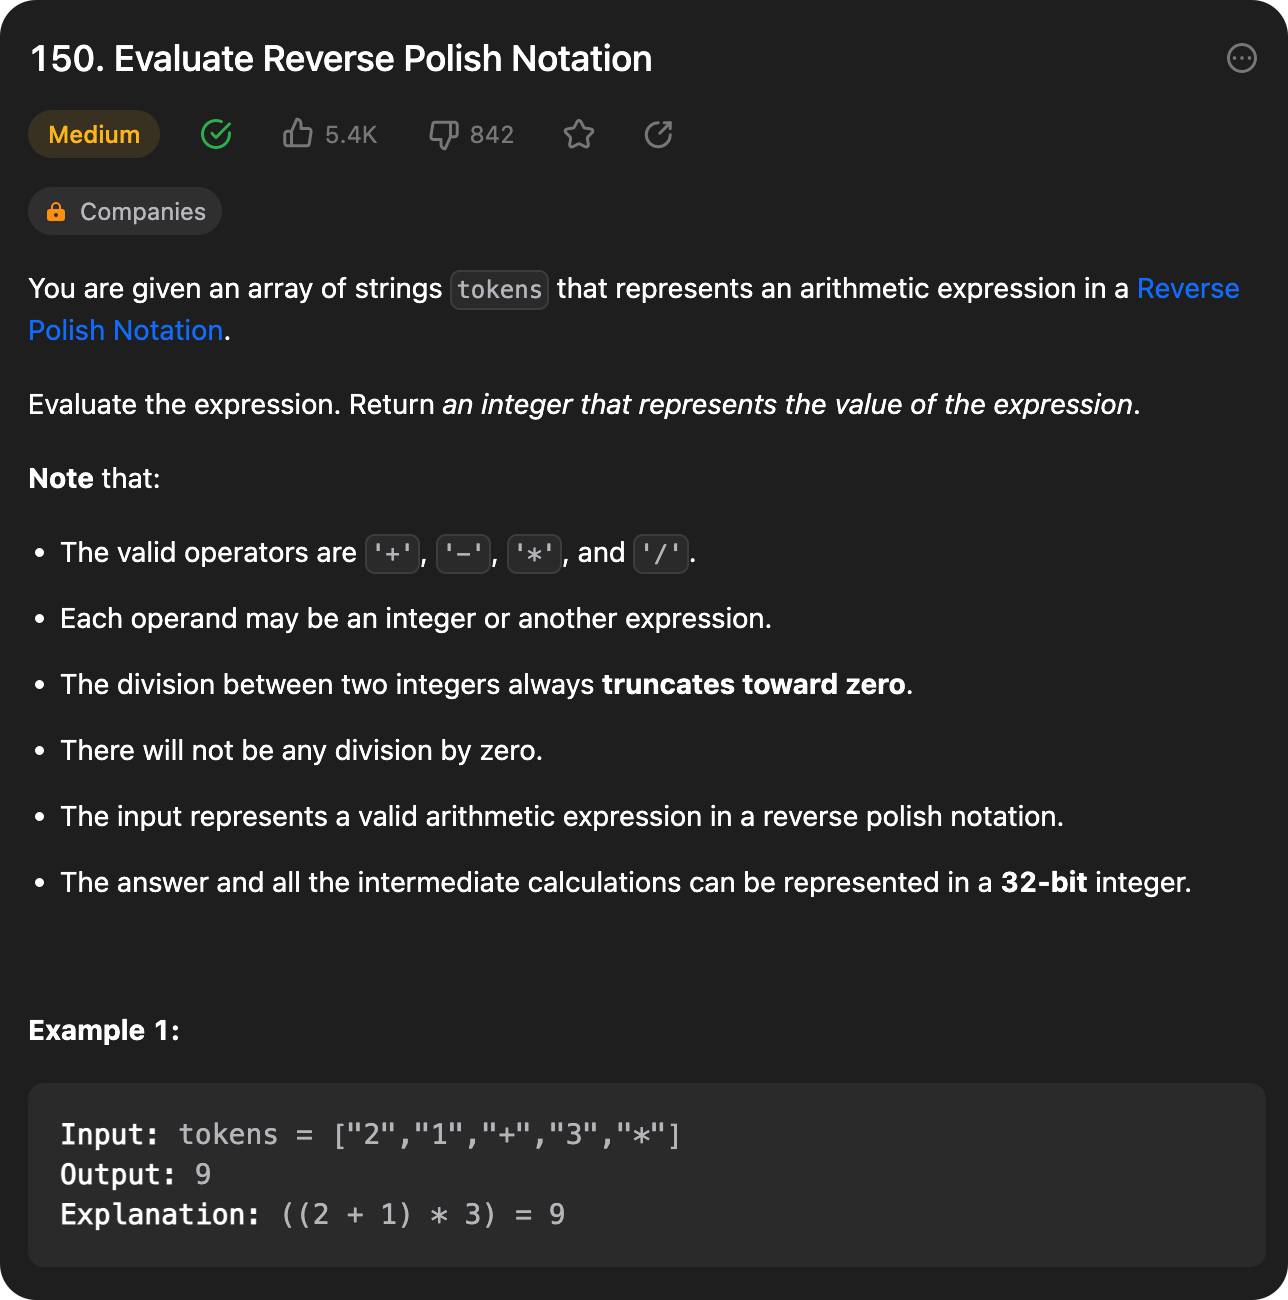 150. Evaluate Reverse Polish Notation
Medium 5.4K 842
Companies
You are given an array of strings tokens that represents an arithmetic expression in a Reverse
Polish Notation.
Evaluate the expression. Return an integer that represents the value of the expression.
Note that:
• The valid operators are '+', '-', '*', and '/'.
• Each operand may be an integer or another expression.
• The division between two integers always truncates toward zero.
• There will not be any division by zero.
• The input represents a valid arithmetic expression in a reverse polish notation.
• The answer and all the intermediate calculations can be represented in a 32-bit integer.
Example 1:
Input: tokens = ["2","1","+","3","*"]
Output: 9
Explanation: ((2 + 1) * 3) = 9